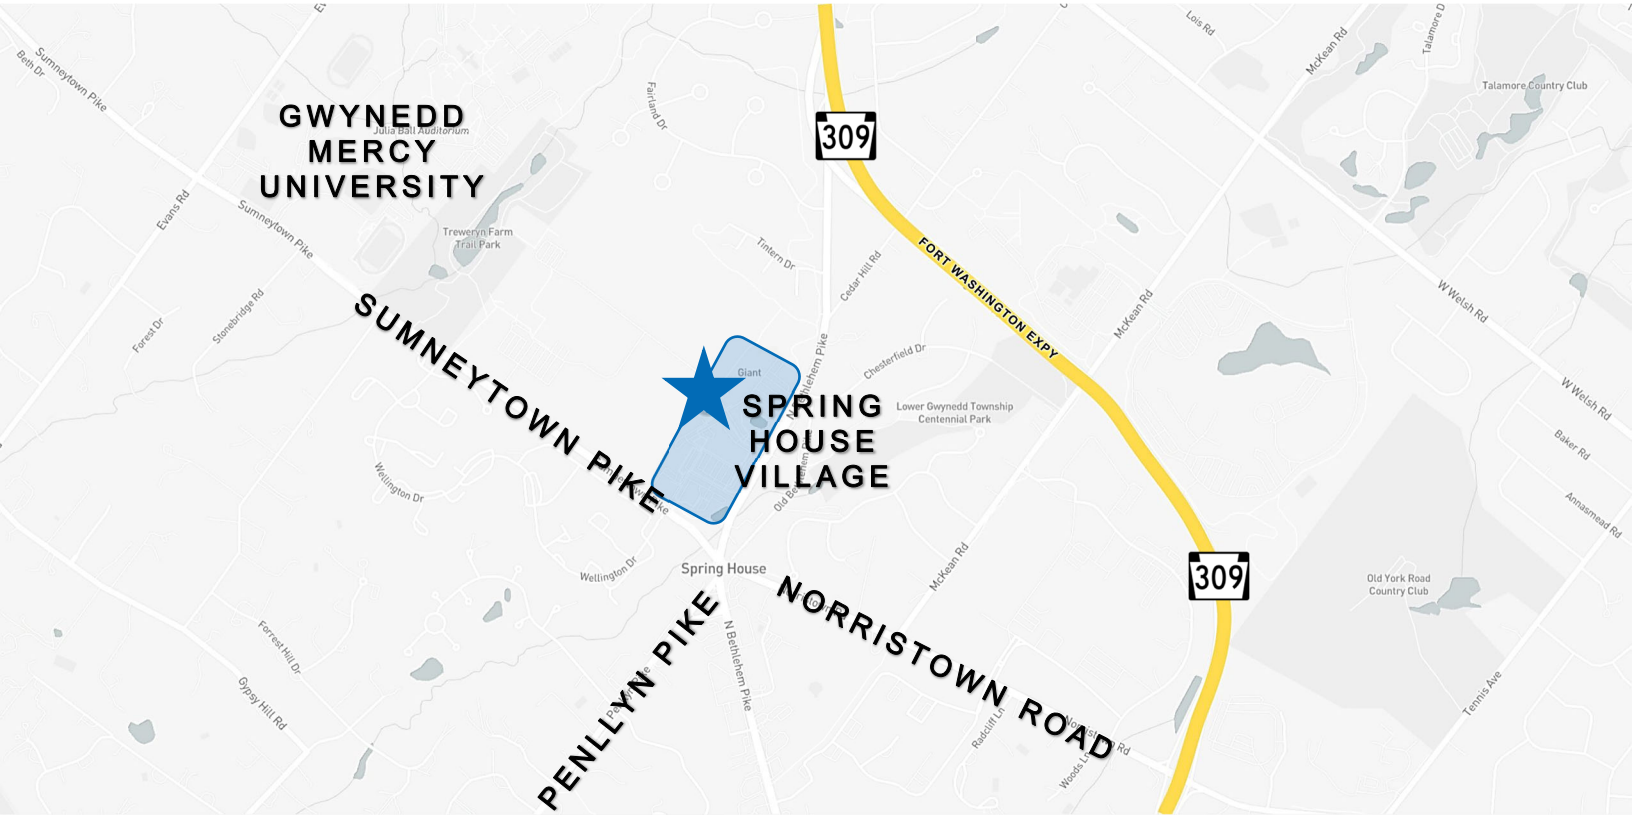 Lois Rd
McKean Rd
Talamore D
Sumneytown Pike
Beth Dr
Talamore Country Club
Fairland Dr
GWYNEDD
Julia Ball Auditorium
MERCY
UNIVERSITY
309
Evans Rd
Sumneytown Pike
Treweryn Farm
Trail Park
Tintern Dr
Cedar Hill Rd
FORT WASHINGTON EXPY
W Welsh Rd
McKean Rd
Stonebridge Rd
Forest Dr
SUMNEYTOWN PIKE
N Bethlehem Pike
Chesterfield Dr
Giant
W Welsh Rd
SPRING
HOUSE
VILLAGE
Lower Gwynedd Township
Centennial Park
Baker Rd
Wellington Dr
Annasmead Rd
Wellington Dr
Spring House
McKean Rd
309
Old York Road
Country Club
NORRISTOWN ROAD
PENLLYN PIKE
N Bethlehem Pike
Forrest Hill Dr
Gypsy Hill Rd
Radcliff Ln
Woods Ln
Tennis Ave